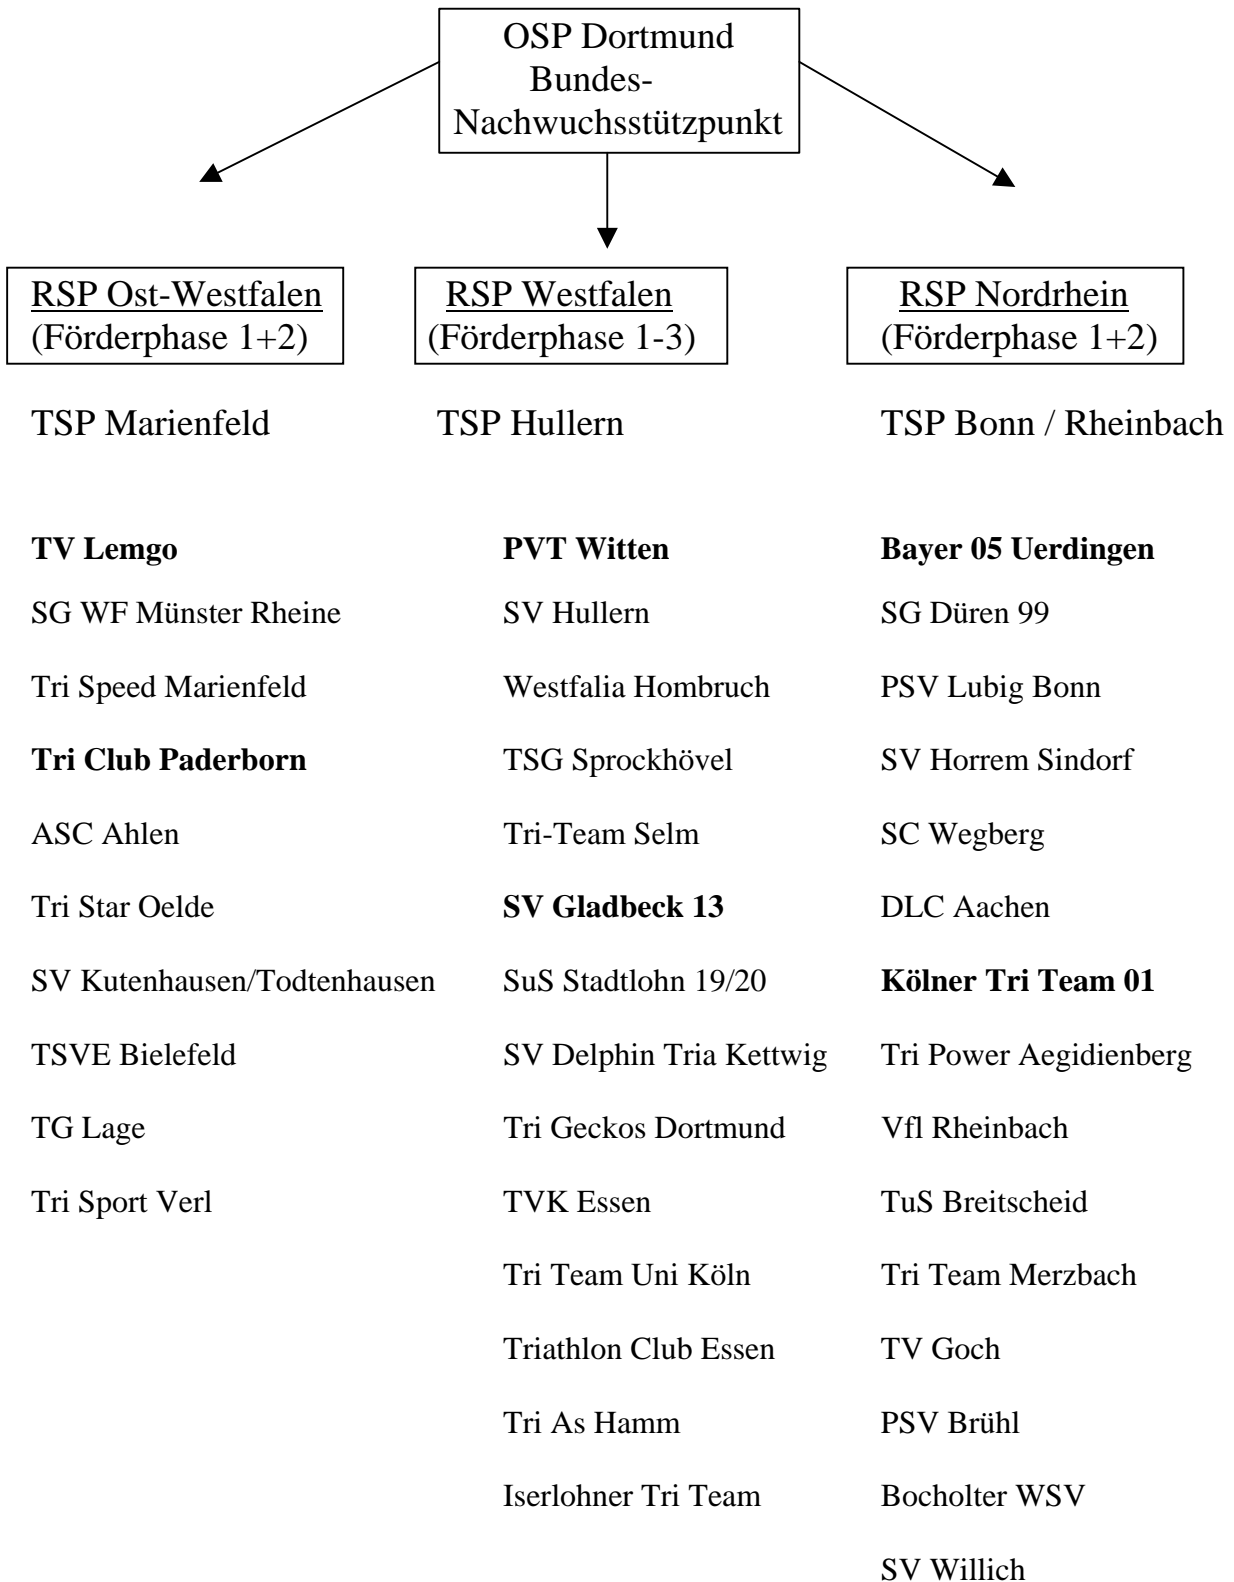 OSP Dortmund
Bundes-
Nachwuchsstützpunkt
RSP Ost-Westfalen
(Förderphase 1+2)
RSP Westfalen
(Förderphase 1-3)
RSP Nordrhein
(Förderphase 1+2)
TSP Marienfeld
TSP Hullern
TSP Bonn / Rheinbach
TV Lemgo
SG WF Münster Rheine
Tri Speed Marienfeld
Tri Club Paderborn
ASC Ahlen
Tri Star Oelde
SV Kutenhausen/Todtenhausen
TSVE Bielefeld
TG Lage
Tri Sport Verl
PVT Witten
SV Hullern
Westfalia Hombruch
TSG Sprockhövel
Tri-Team Selm
SV Gladbeck 13
SuS Stadtlohn 19/20
SV Delphin Tria Kettwig
Tri Geckos Dortmund
TVK Essen
Tri Team Uni Köln
Triathlon Club Essen
Tri As Hamm
Iserlohner Tri Team
Bayer 05 Uerdingen
SG Düren 99
PSV Lubig Bonn
SV Horrem Sindorf
SC Wegberg
DLC Aachen
Kölner Tri Team 01
Tri Power Aegidienberg
Vfl Rheinbach
TuS Breitscheid
Tri Team Merzbach
TV Goch
PSV Brühl
Bocholter WSV
SV Willich